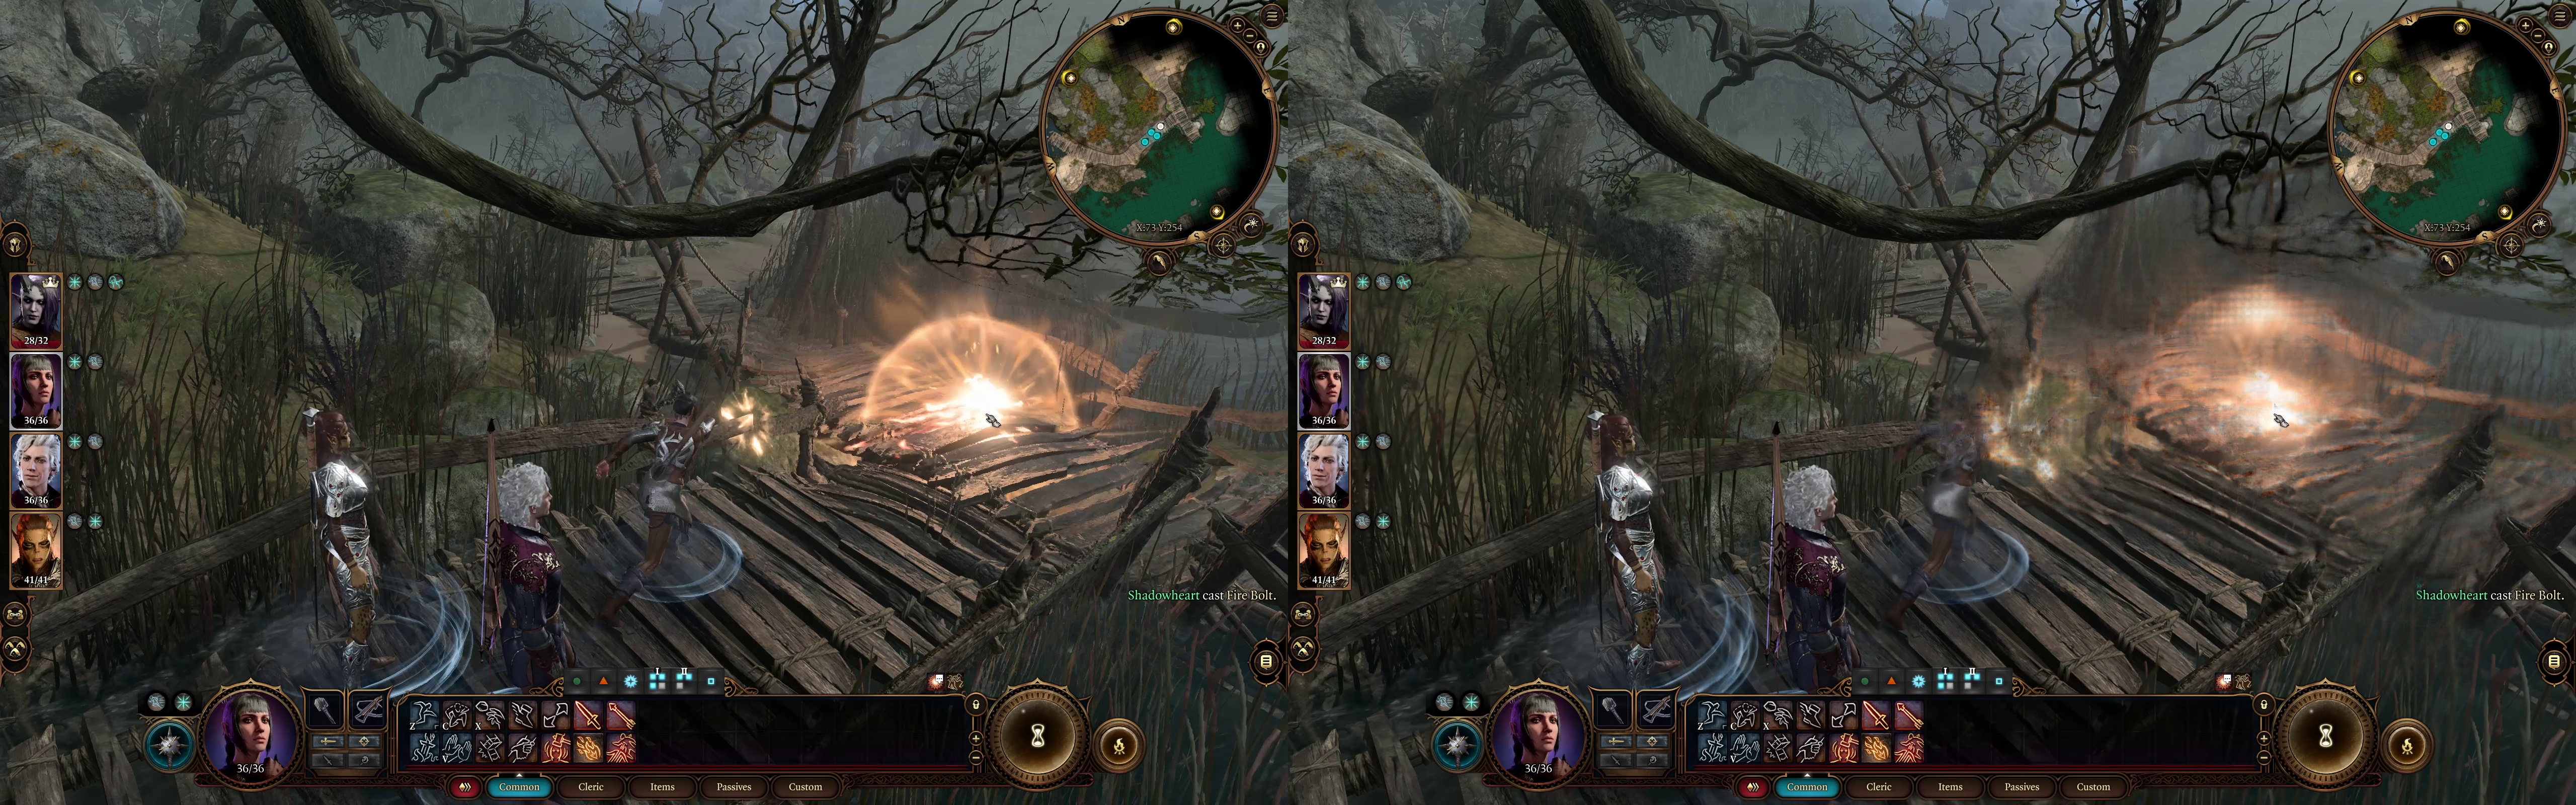 N
X:73 Y:254
S
28/32
36/36
36/36
41/41
Shadowheart cast Fire Bolt.
I II
Z C X
V
36/36
Common Cleric Items Passives Custom
N
X:73 Y:254
S
28/32
36/36
36/36
41/41
Shadowheart cast Fire Bolt.
I II
Z C X
V
36/36
Common Cleric Items Passives Custom